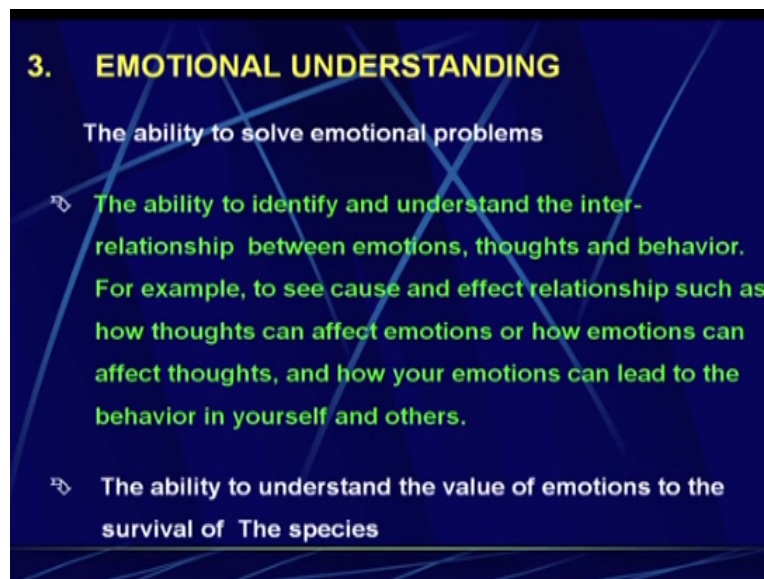 3. EMOTIONAL UNDERSTANDING
The ability to solve emotional problems
The ability to identify and understand the inter-
relationship between emotions, thoughts and behavior.
For example, to see cause and effect relationship such as
how thoughts can affect emotions or how emotions can
affect thoughts, and how your emotions can lead to the
behavior in yourself and others.
The ability to understand the value of emotions to the
survival of The species